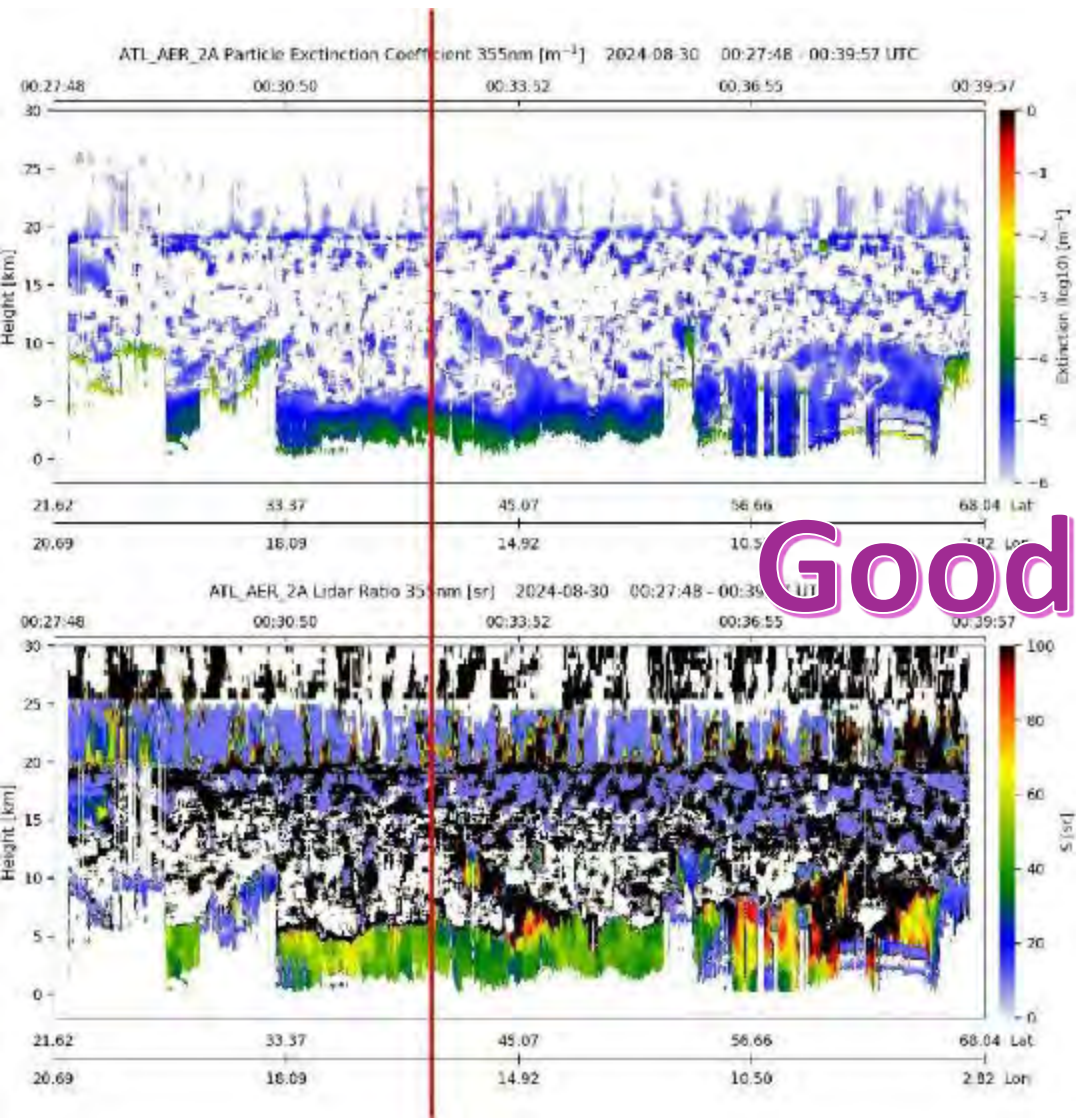 ATL_AER_2A Particle Exctinction Coefficient 355nm [m⁻¹] 2024-08-30 00:27:48 - 00:39:57 UTC
00:27:48 00:30:50 00:33:52 00:36:55 00:39:57
30
25
20
15
10
5
0
Height [km]
0
-1
-2
-3
-4
-5
-6
Extinction (log10) [m⁻¹]
21.62 33.37 45.07 56.66 68.04 Lat
20.69 18.09 14.92 10.5 2.82 Lon
Good
ATL_AER_2A Lidar Ratio 355nm [sr] 2024-08-30 00:27:48 - 00:39 UT
00:27:48 00:30:50 00:33:52 00:36:55 00:39:57
30
25
20
15
10
5
0
Height [km]
100
80
60
40
20
0
S [sr]
21.62 33.37 45.07 56.66 68.04 Lat
20.69 18.09 14.92 10.50 2.82 Lon